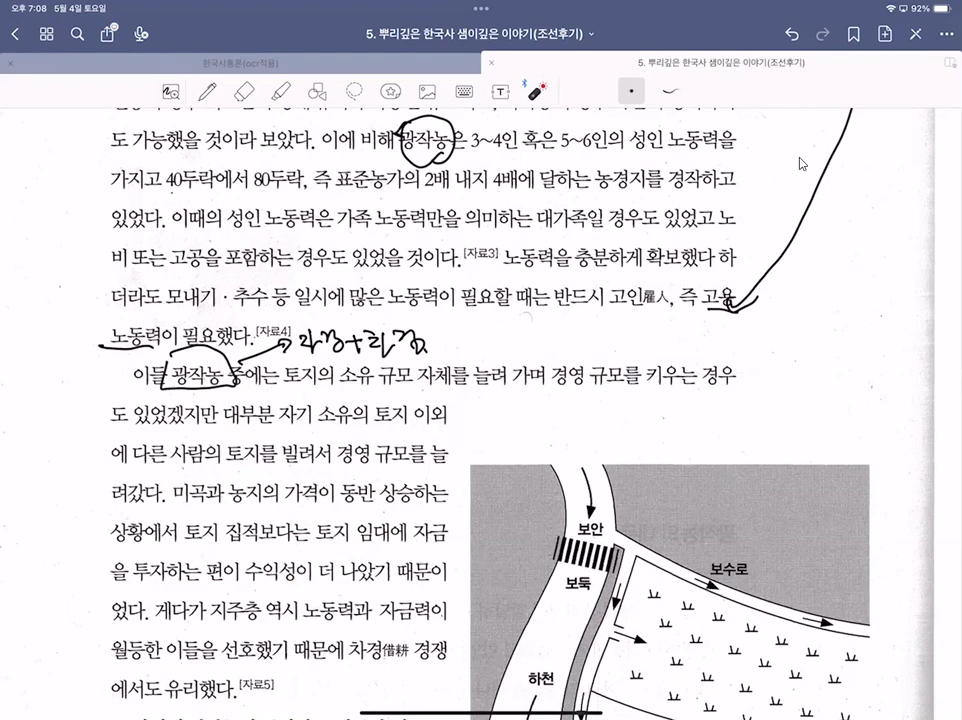 오후 7:08 5월 4일 토요일
92%
5. 뿌리깊은 한국사 샘이깊은 이야기(조선후기)
한국사통론(ocr적용)
5. 뿌리깊은 한국사 샘이깊은 이야기(조선후기)
도 가능했을 것이라 보았다. 이에 비해 광작농은 3~4인 혹은 5~6인의 성인 노동력을
가지고 40두락에서 80두락, 즉 표준농가의 2배 내지 4배에 달하는 농경지를 경작하고
있었다. 이때의 성인 노동력은 가족 노동력만을 의미하는 대가족일 경우도 있었고 노
비 또는 고공을 포함하는 경우도 있었을 것이다.[자료3] 노동력을 충분하게 확보했다 하
더라도 모내기·추수 등 일시에 많은 노동력이 필요할 때는 반드시 고인雇人, 즉 고용
노동력이 필요했다.[자료4]
이들 광작농 중에는 토지의 소유 규모 자체를 늘려 가며 경영 규모를 키우는 경우
도 있었겠지만 대부분 자기 소유의 토지 이외
에 다른 사람의 토지를 빌려서 경영 규모를 늘
려갔다. 미곡과 농지의 가격이 동반 상승하는
상황에서 토지 집적보다는 토지 임대에 자금
을 투자하는 편이 수익성이 더 나았기 때문이
었다. 게다가 지주층 역시 노동력과 자금력이
월등한 이들을 선호했기 때문에 차경借耕 경쟁
에서도 유리했다.[자료5]
보안
보둑
보수로
하천